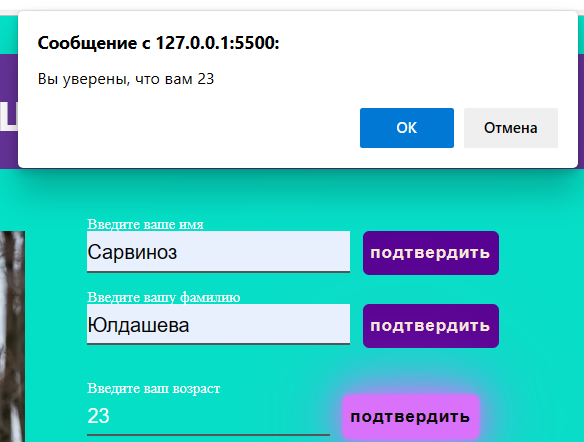 Сообщение с 127.0.0.1:5500:
Вы уверены, что вам 23
OK
Отмена
Введите ваше имя
Сарвиноз
подтвердить
Введите вашу фамилию
Юлдашева
подтвердить
Введите ваш возраст
23
подтвердить